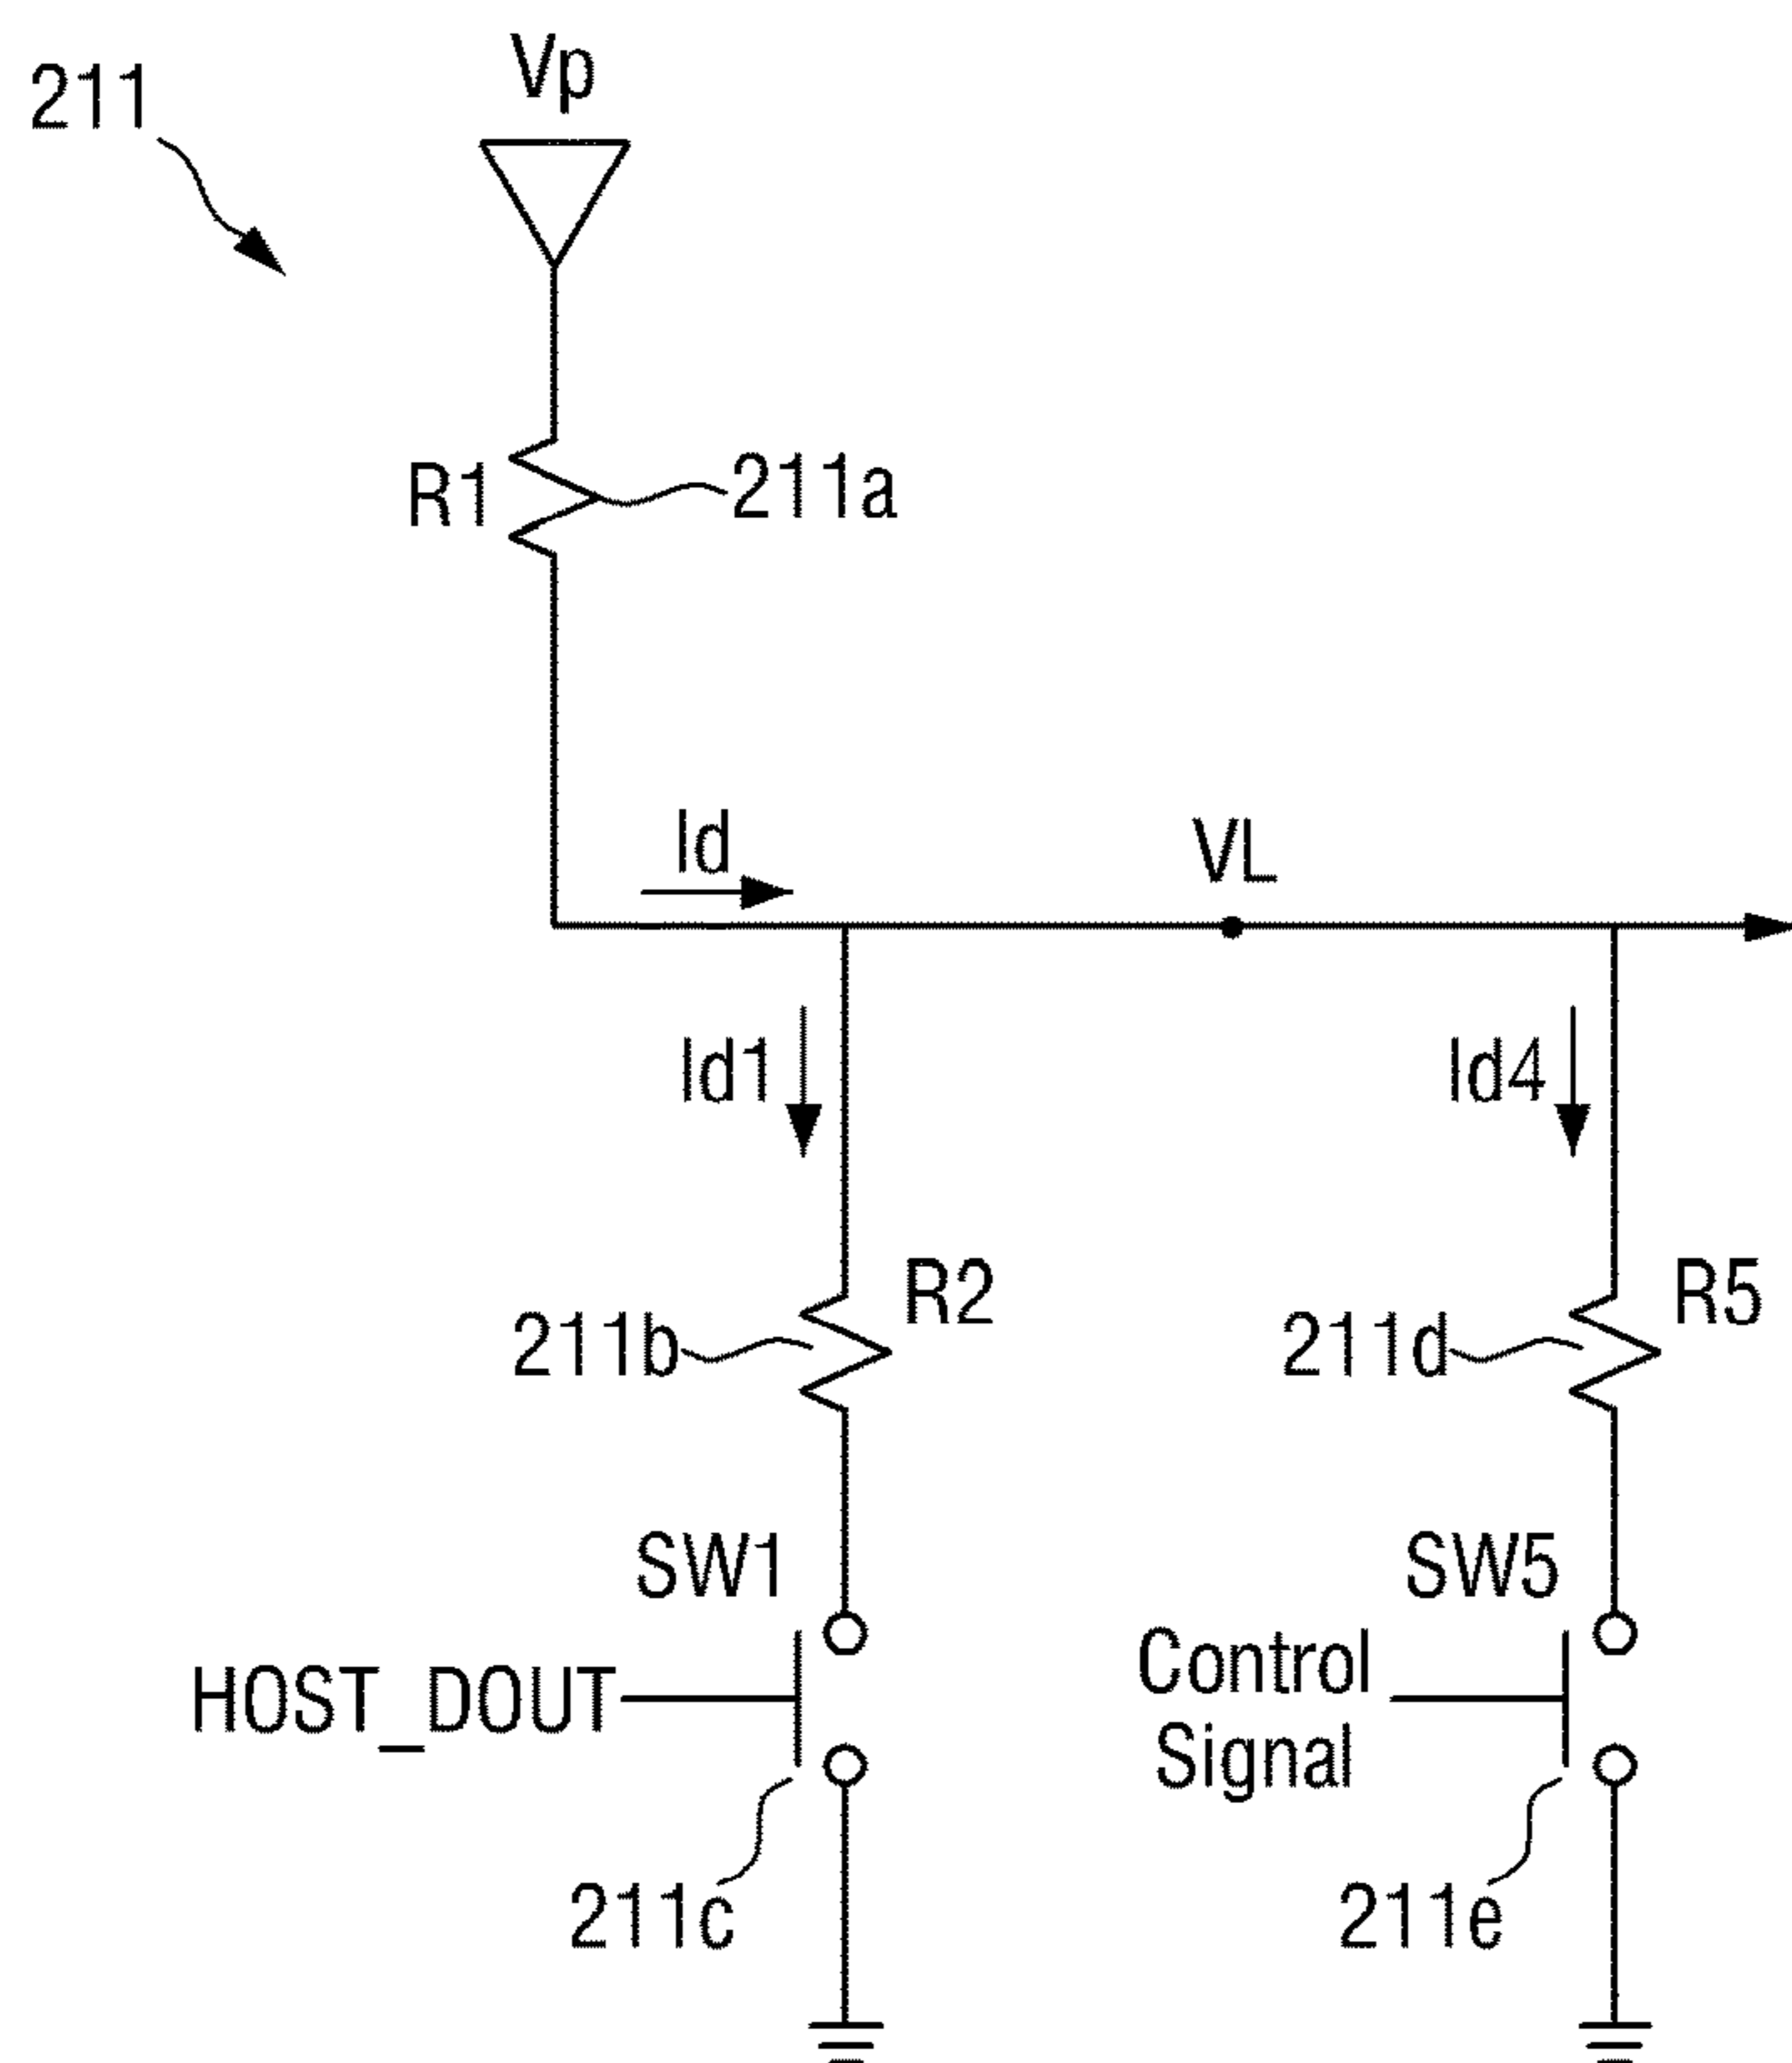 211
Vp
R1
211a
Id
VL
Id1
Id4
R2
R5
211b
211d
SW1
SW5
HOST_DOUT
Control
Signal
211c
211e